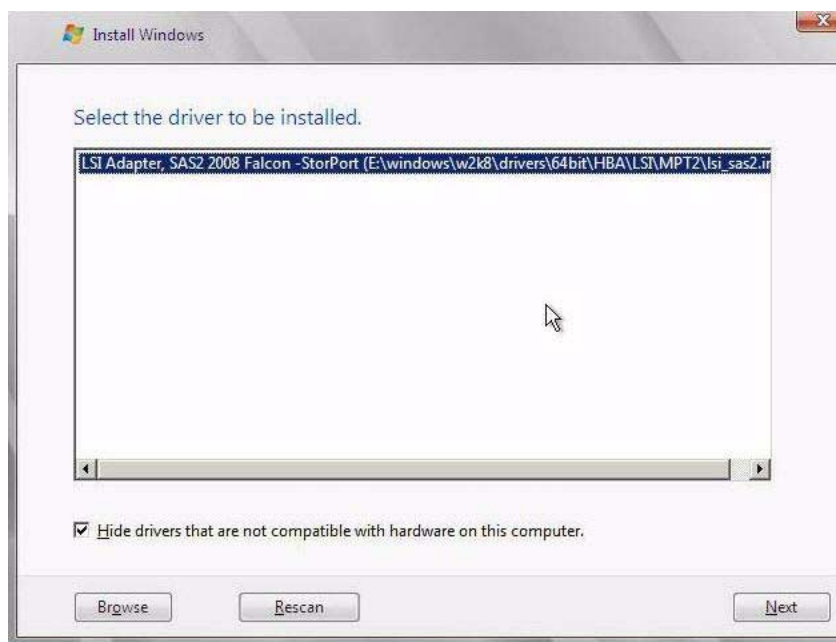 Install Windows
Select the driver to be installed.
LSI Adapter, SAS2 2008 Falcon -StorPort (E:\windows\w2k8\drivers\64bit\HBA\LSI\MPT2\lsi_sas2.in
Hide drivers that are not compatible with hardware on this computer.
Browse
Rescan
Next